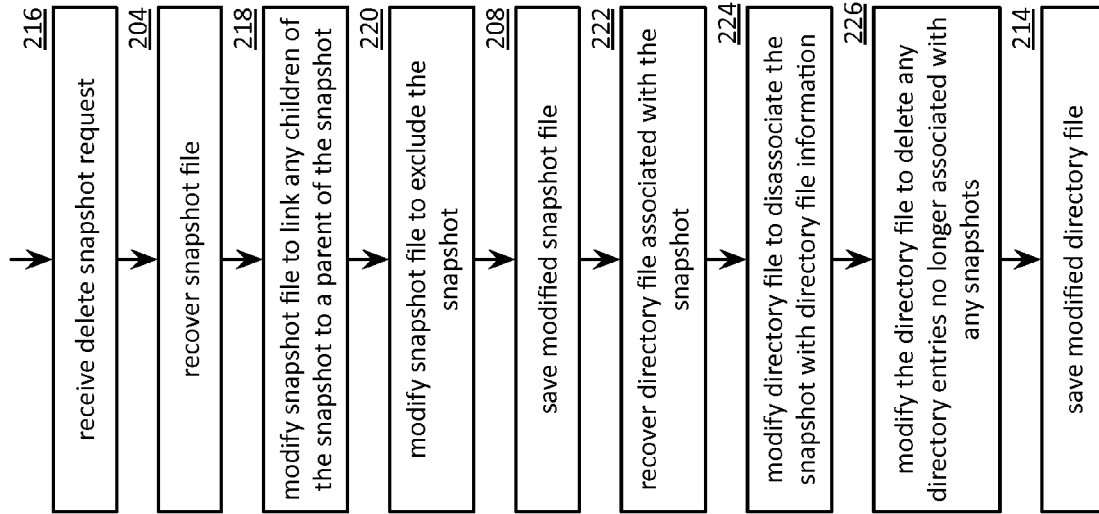 216
receive delete snapshot request
204
recover snapshot file
218
modify snapshot file to link any children of
the snapshot to a parent of the snapshot
220
modify snapshot file to exclude the
snapshot
208
save modified snapshot file
222
recover directory file associated with the
snapshot
224
modify directory file to disassociate the
snapshot with directory file information
226
modify the directory file to delete any
directory entries no longer associated with
any snapshots
214
save modified directory file